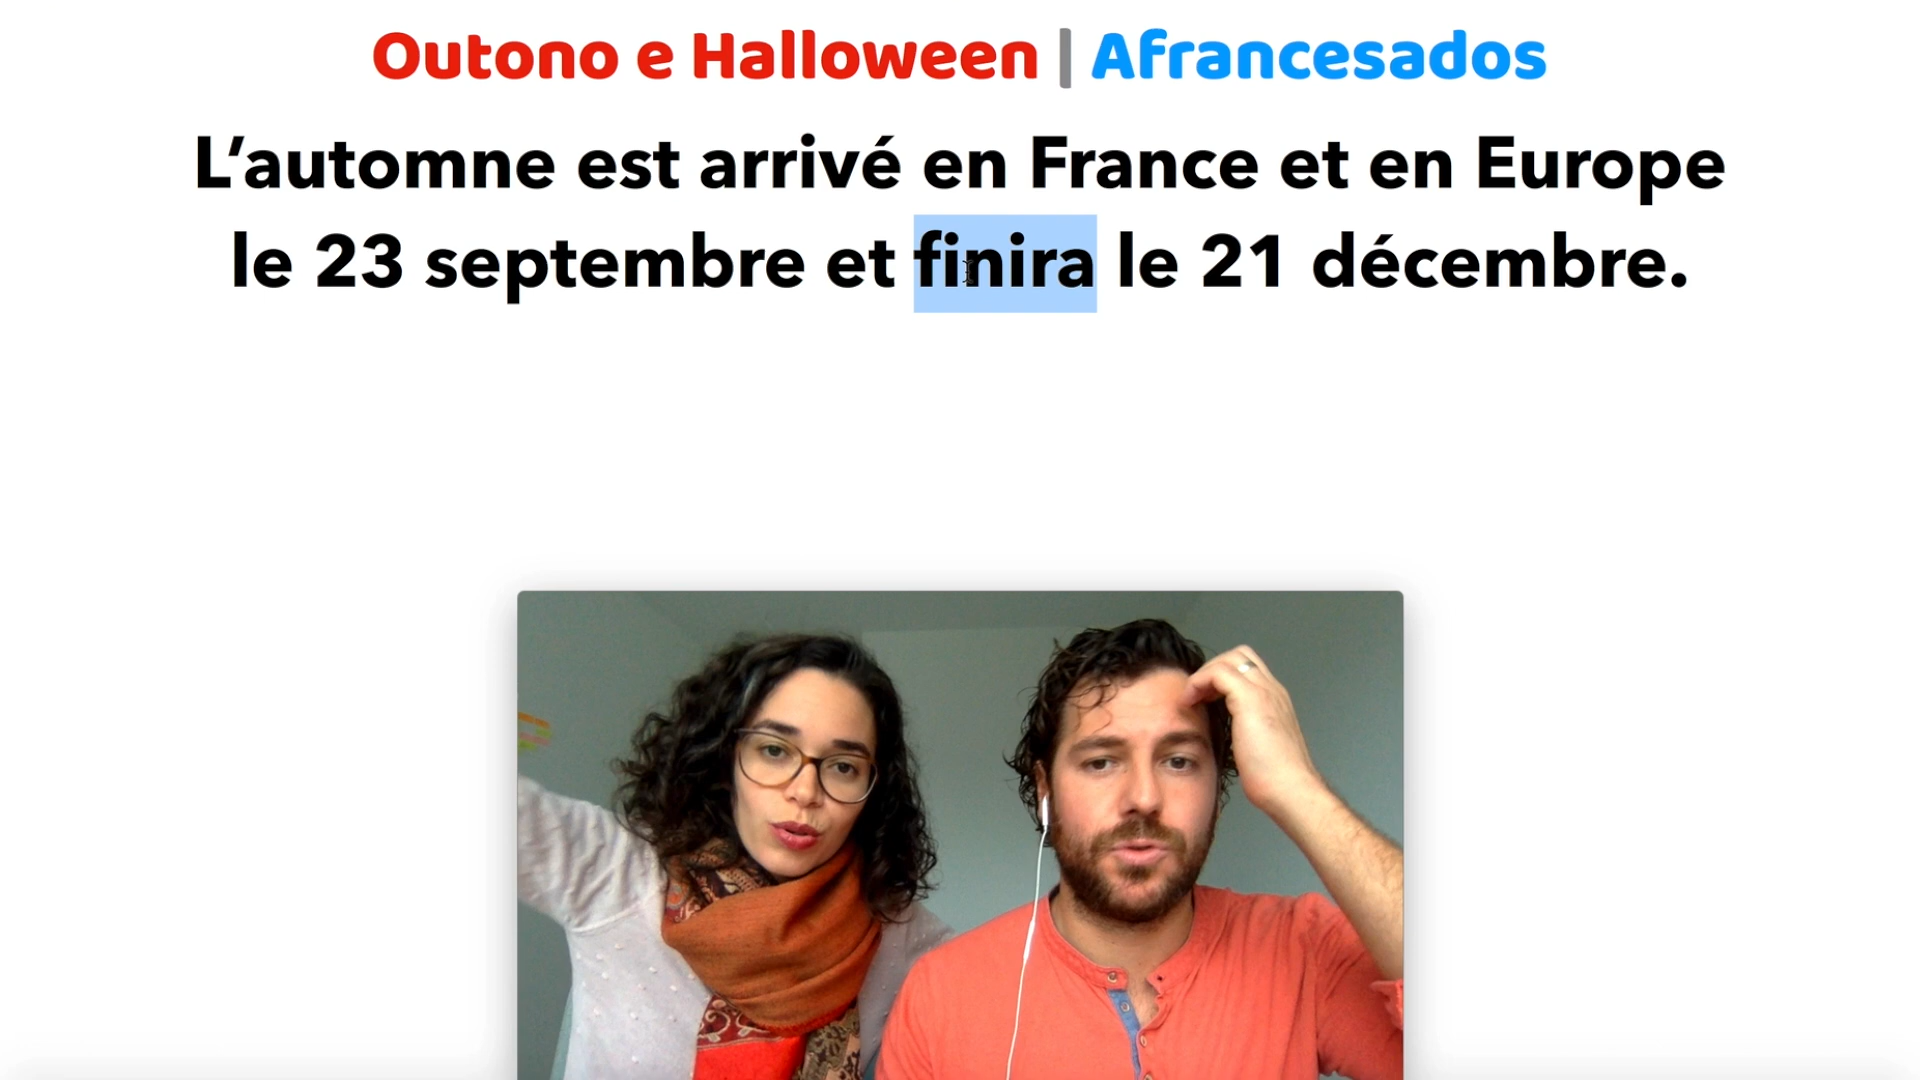 Outono e Halloween | Afrancesados
L’automne est arrivé en France et en Europe
le 23 septembre et finira le 21 décembre.